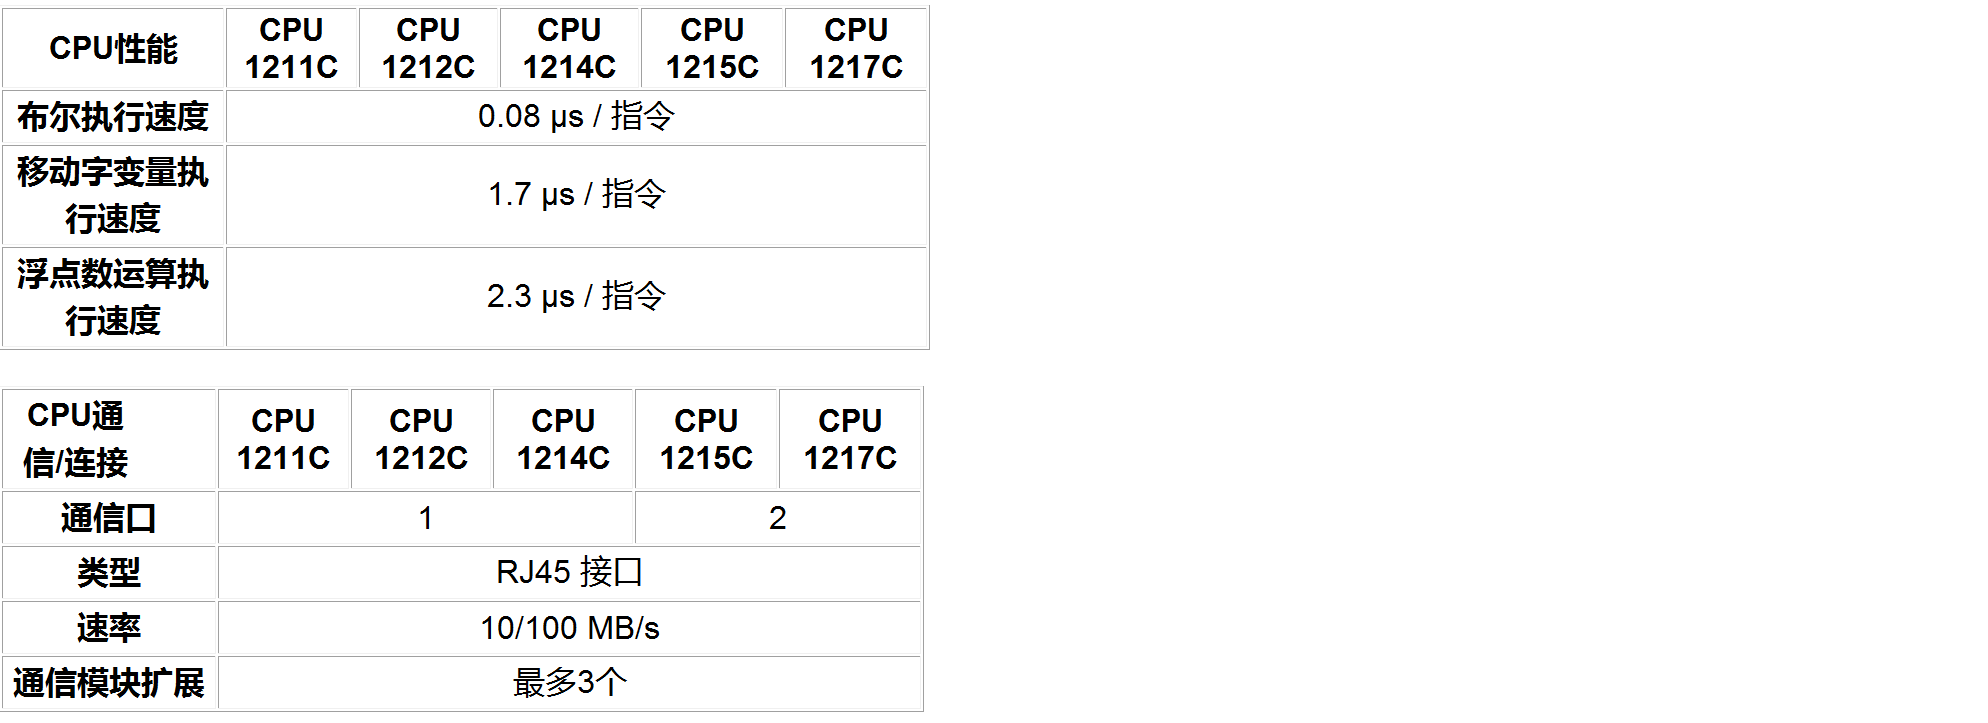 CPU性能
CPU 1211C
CPU 1212C
CPU 1214C
CPU 1215C
CPU 1217C
布尔执行速度
0.08 µs / 指令
移动字变量执
行速度
1.7 µs / 指令
浮点数运算执
行速度
2.3 µs / 指令
CPU通
信/连接
CPU 1211C
CPU 1212C
CPU 1214C
CPU 1215C
CPU 1217C
通信口
1
2
类型
RJ45 接口
速率
10/100 MB/s
通信模块扩展
最多3个